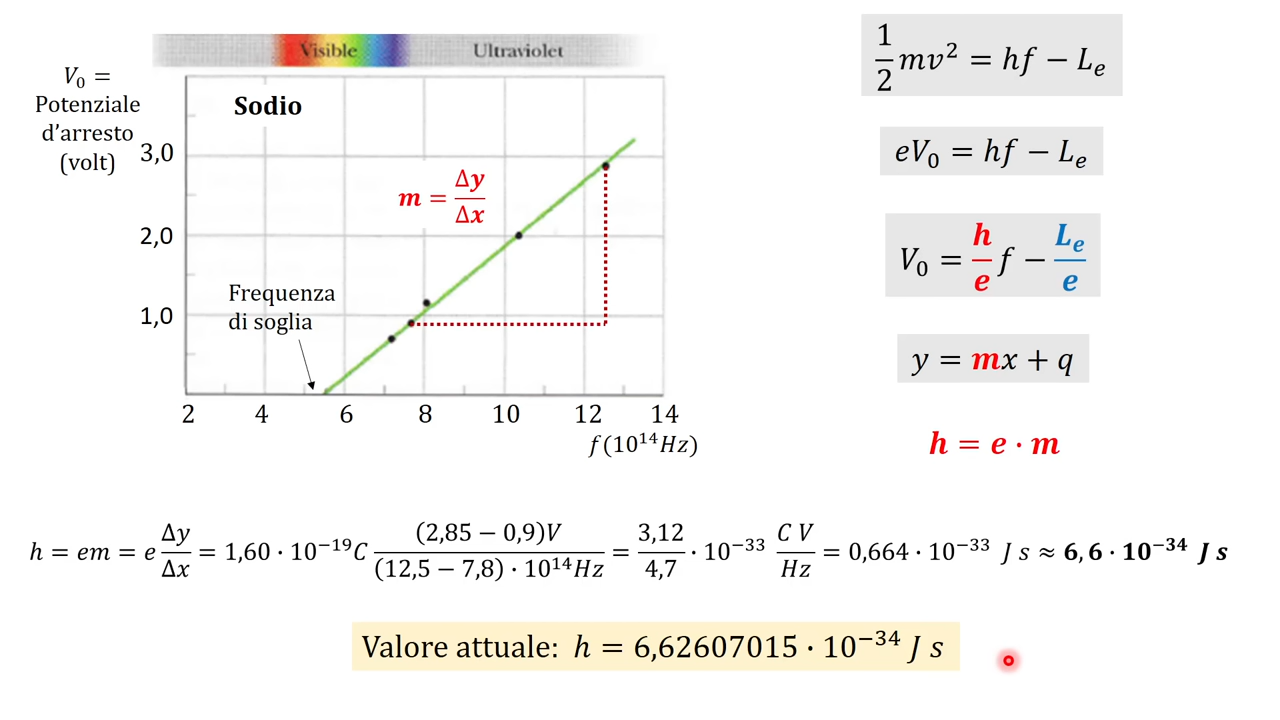 Visible Ultraviolet
V₀ =
Potenziale
d'arresto
(volt)
Sodio
3,0
2,0
1,0
m = Δy/Δx
Frequenza
di soglia
2 4 6 8 10 12 14
f(10¹⁴Hz)
1/2 mv² = hf − Lₑ
eV₀ = hf − Lₑ
V₀ = h/e f − Lₑ/e
y = mx + q
h = e · m
h = em = e Δy/Δx = 1,60 · 10⁻¹⁹C (2,85 − 0,9)V/(12,5 − 7,8) · 10¹⁴Hz = 3,12/4,7 · 10⁻³³ C V/Hz = 0,664 · 10⁻³³ J s ≈ 6,6 · 10⁻³⁴ J s
Valore attuale: h = 6,62607015 · 10⁻³⁴ J s